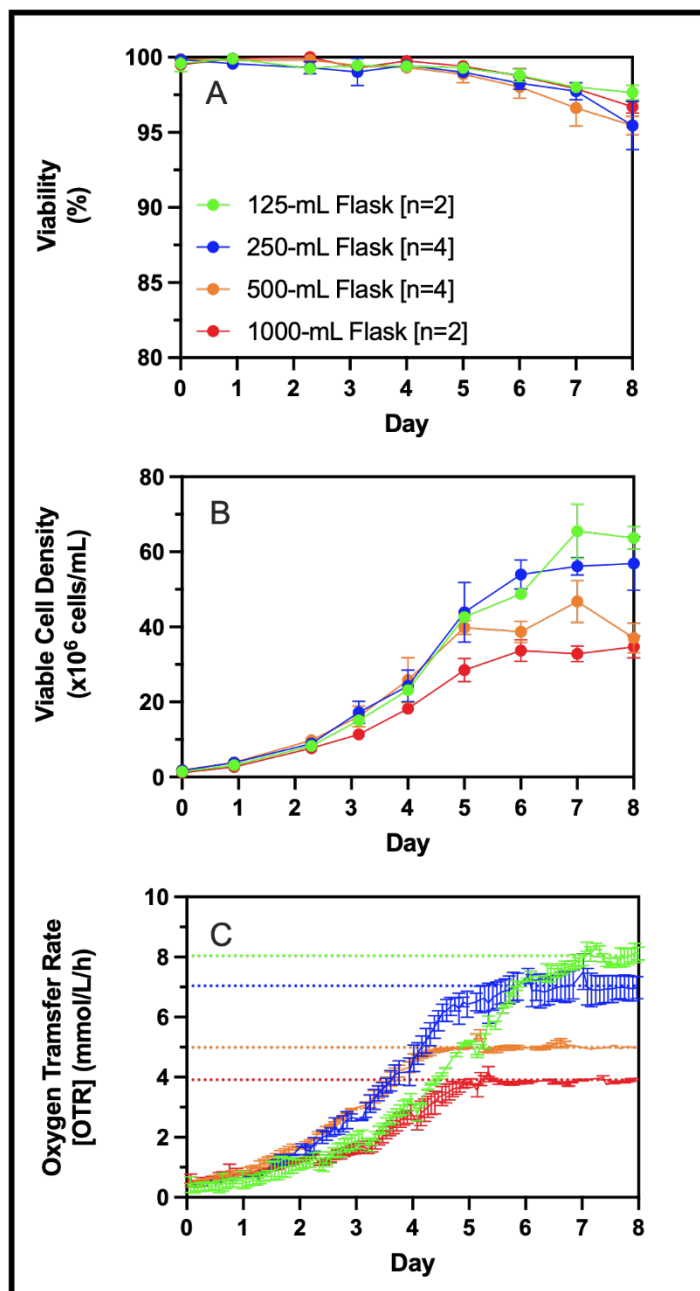 100
95
90
85
80
Viability
(%)
A
125-mL Flask [n=2]
250-mL Flask [n=4]
500-mL Flask [n=4]
1000-mL Flask [n=2]
0 1 2 3 4 5 6 7 8
Day
80
60
40
20
0
Viable Cell Density
(x10⁶ cells/mL)
B
0 1 2 3 4 5 6 7 8
Day
10
8
6
4
2
0
Oxygen Transfer Rate
[OTR] (mmol/L/h)
C
0 1 2 3 4 5 6 7 8
Day